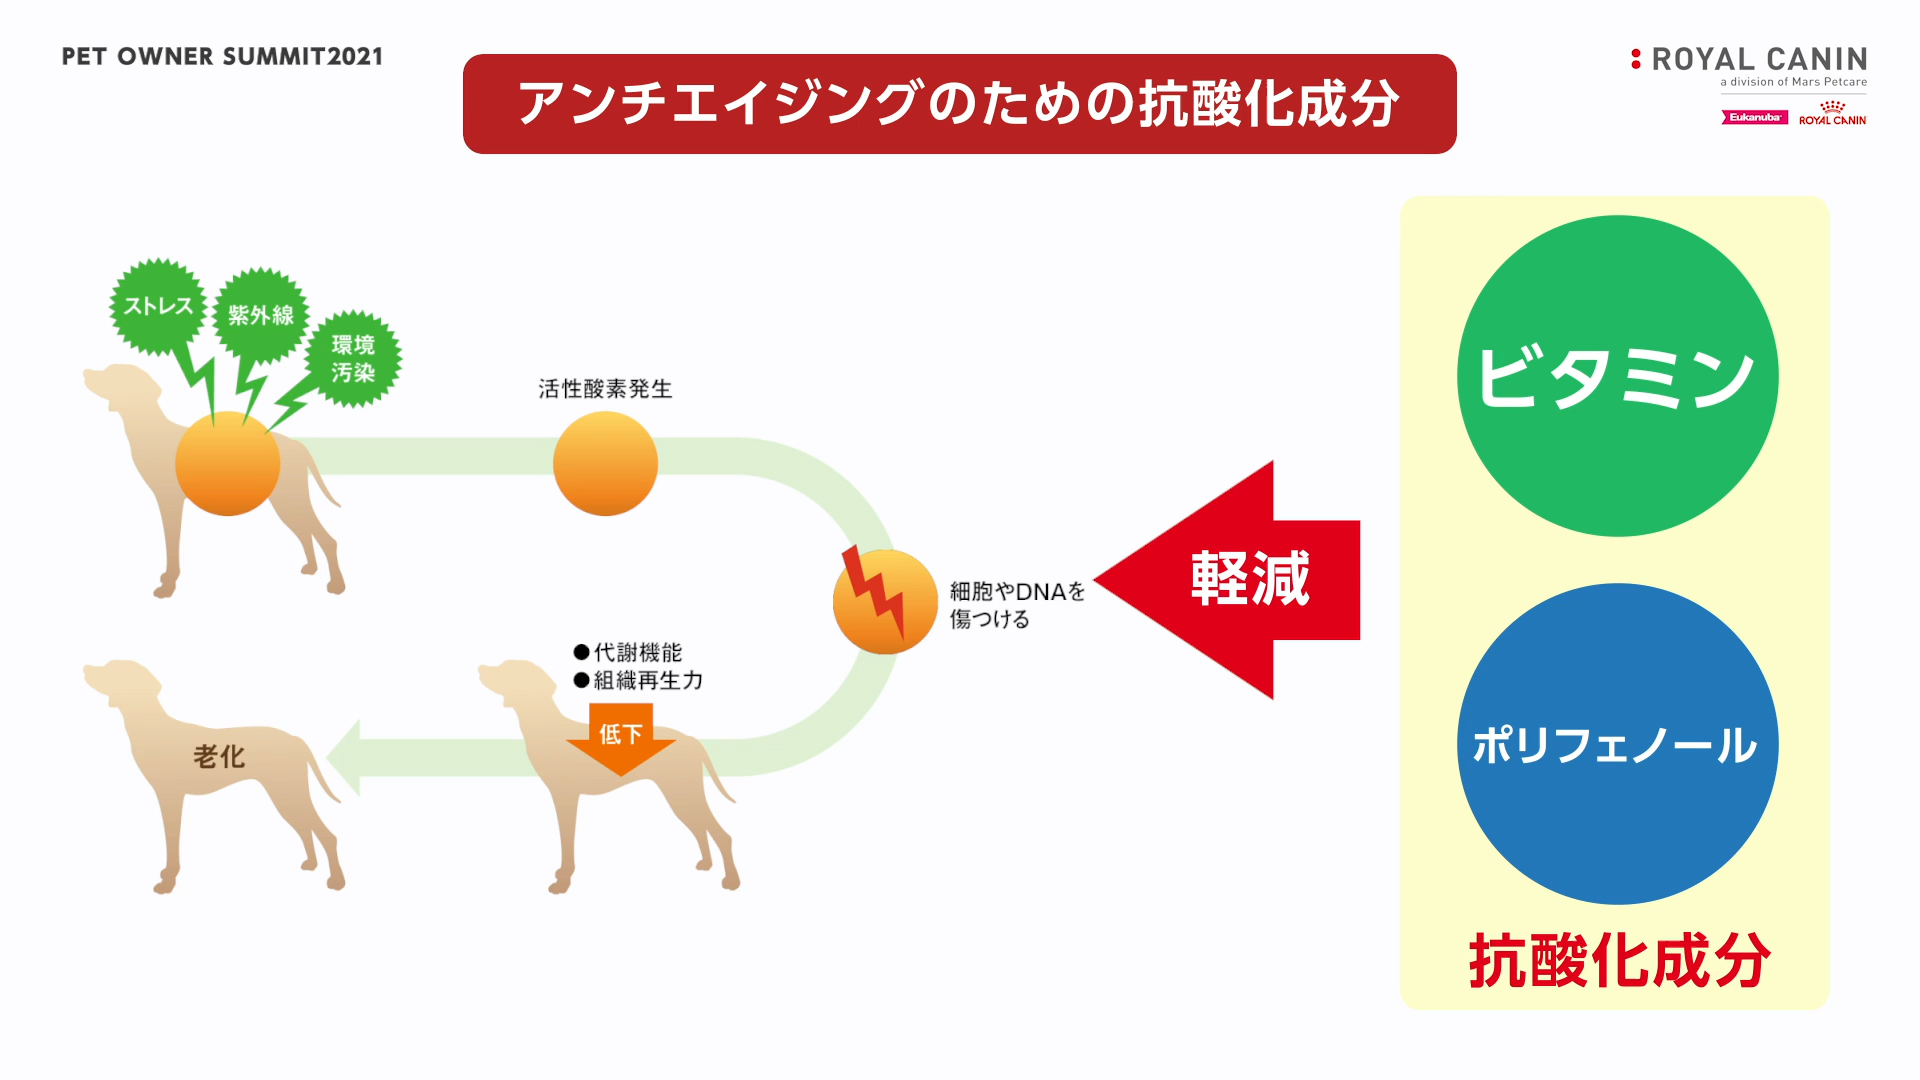 PET OWNER SUMMIT2021
アンチエイジングのための抗酸化成分
ROYAL CANIN
a division of Mars Petcare
Eukanuba
ROYAL CANIN
ストレス
紫外線
環境
汚染
活性酸素発生
細胞やDNAを
傷つける
●代謝機能
●組織再生力
低下
老化
軽減
ビタミン
ポリフェノール
抗酸化成分